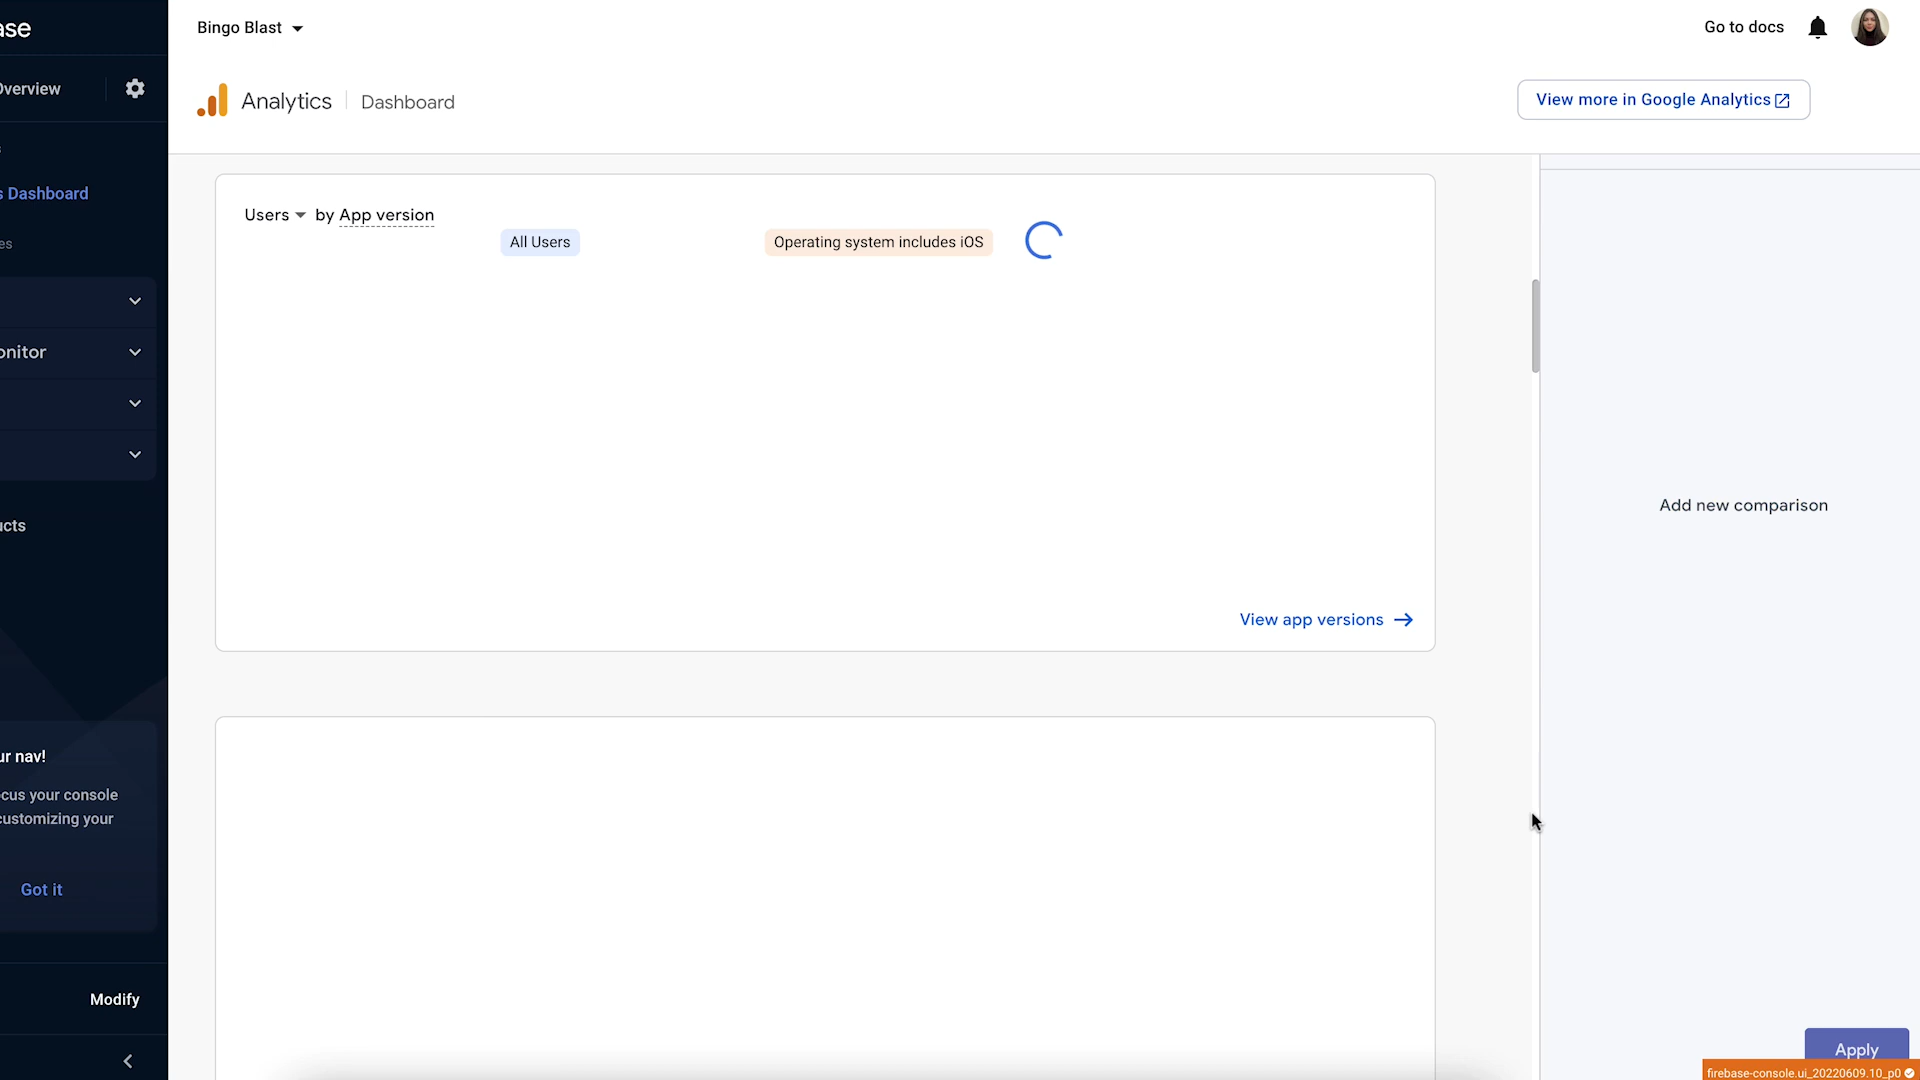 ase
Bingo Blast
Go to docs
Overview
Analytics
Dashboard
View more in Google Analytics
s Dashboard
Users by App version
All Users
Operating system includes iOS
es
onitor
Add new comparison
ucts
View app versions
ur nav!
ocus your console
customizing your
Got it
Modify
Apply
firebase-console.ui_20220609.10_p0